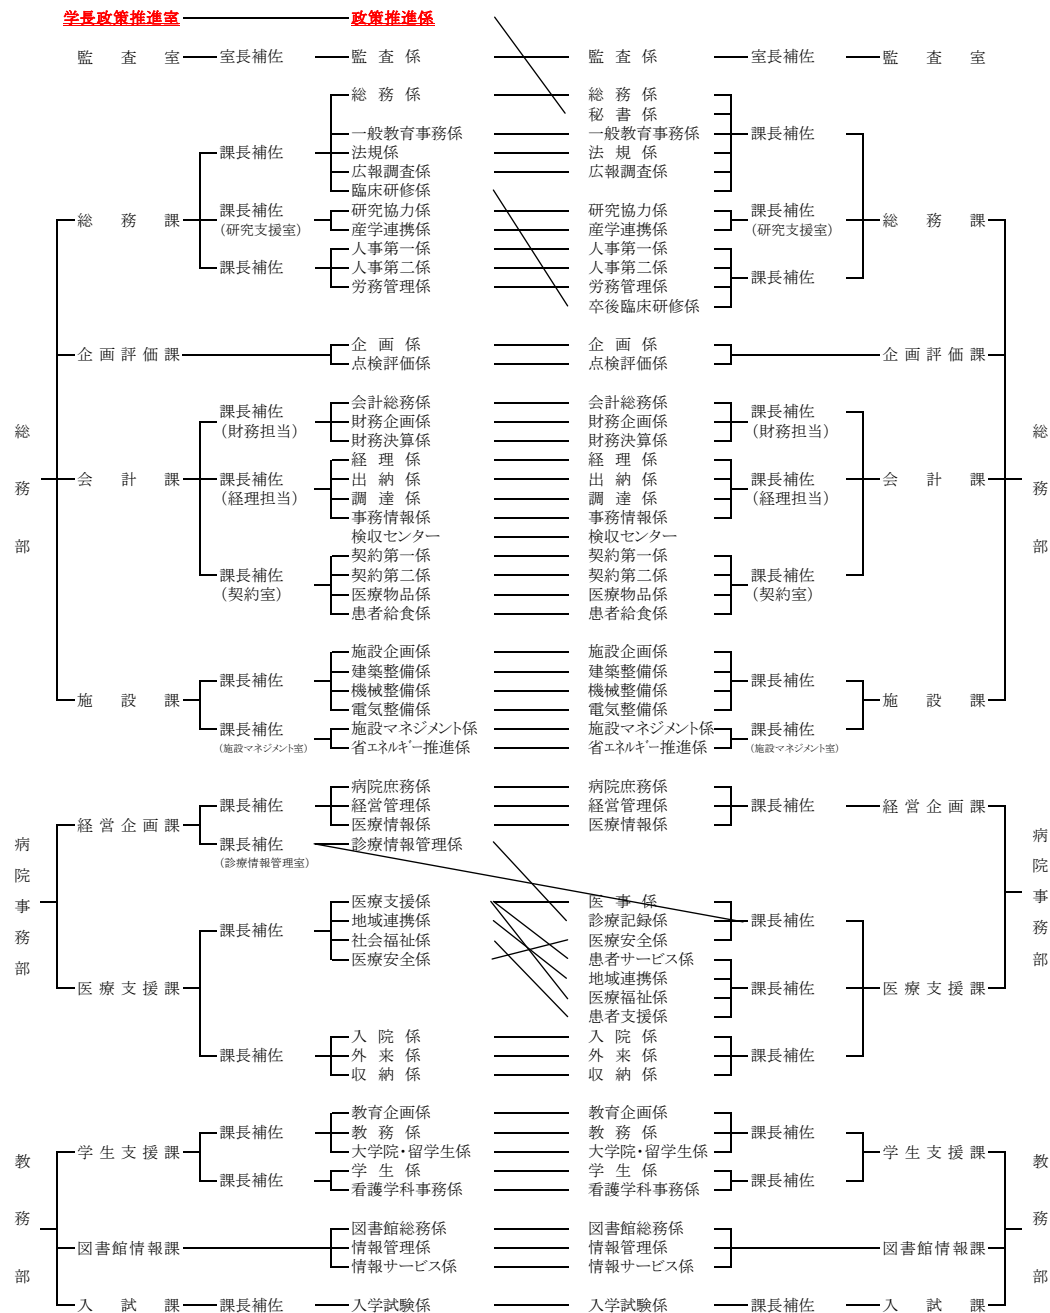 学長政策推進室 政策推進係
監査室 室長補佐 監査係 監査係 室長補佐 監査室
総務係 総務係
秘書係
課長補佐 一般教育事務係 一般教育事務係 課長補佐
法規係 法規係
広報調査係 広報調査係
臨床研修係
総務課 課長補佐 研究協力係 研究協力係 課長補佐 総務課
(研究支援室) 産学連携係 産学連携係 (研究支援室)
人事第一係 人事第一係
課長補佐 人事第二係 人事第二係 課長補佐
労務管理係 労務管理係
卒後臨床研修係
企画評価課 企画係 企画係 企画評価課
点検評価係 点検評価係
会計総務係 会計総務係
課長補佐 財務企画係 財務企画係 課長補佐
(財務担当) 財務決算係 財務決算係 (財務担当)
経理係 経理係
総務部 会計課 課長補佐 出納係 出納係 課長補佐 会計課 総務部
(経理担当) 調達係 調達係 (経理担当)
事務情報係 事務情報係
検収センター 検収センター
契約第一係 契約第一係
課長補佐 契約第二係 契約第二係 課長補佐
(契約室) 医療物品係 医療物品係 (契約室)
患者給食係 患者給食係
施設企画係 施設企画係
課長補佐 建築整備係 建築整備係 課長補佐
施設課 機械整備係 機械整備係 施設課
電気整備係 電気整備係
課長補佐 施設マネジメント係 施設マネジメント係 課長補佐
(施設マネジメント室) 省エネルギー推進係 省エネルギー推進係 (施設マネジメント室)
病院庶務係 病院庶務係
課長補佐 経営管理係 経営管理係 課長補佐 経営企画課
経営企画課 医療情報係 医療情報係
課長補佐 診療情報管理係
(診療情報管理室)
病院事務部 医療支援係 医事係 病院事務部
課長補佐 地域連携係 診療記録係 課長補佐
社会福祉係 医療安全係
医療安全係 患者サービス係
地域連携係
医療支援課 医療福祉係 課長補佐 医療支援課
患者支援係
入院係 入院係
課長補佐 外来係 外来係 課長補佐
収納係 収納係
教育企画係 教育企画係
課長補佐 教務係 教務係 課長補佐
学生支援課 大学院・留学生係 大学院・留学生係 学生支援課
課長補佐 学生係 学生係 課長補佐
看護学科事務係 看護学科事務係
教務部 図書館総務係 図書館総務係 教務部
図書館情報課 情報管理係 情報管理係 図書館情報課
情報サービス係 情報サービス係
入試課 課長補佐 入学試験係 入学試験係 課長補佐 入試課